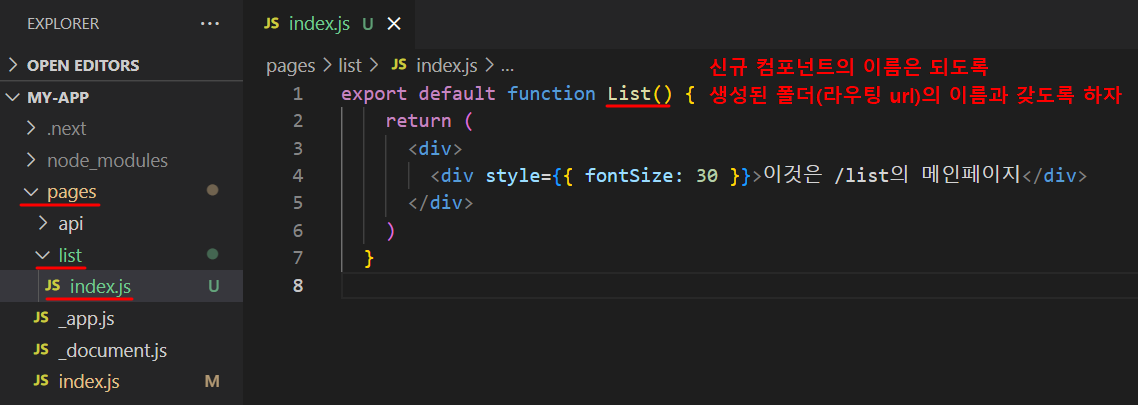 EXPLORER ...
OPEN EDITORS
MY-APP
.next
node_modules
pages
api
list
JS index.js U
JS _app.js
JS _document.js
JS index.js M
JS index.js U ×
pages > list > JS index.js > ...
신규 컴포넌트의 이름은 되도록
생성된 폴더(라우팅 url)의 이름과 갖도록 하자
1 export default function List() {
2 return (
3 <div>
4 <div style={{ fontSize: 30 }}>이것은 /list의 메인페이지</div>
5 </div>
6 )
7 }
8